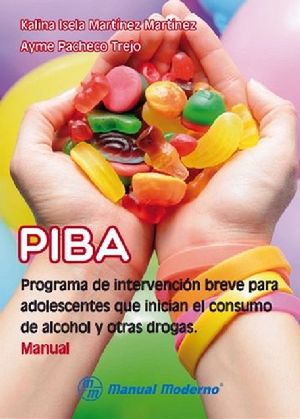 Kalina Isela Martínez Martínez
Ayme Pacheco Trejo
PIBA
Programa de intervención breve para
adolescentes que inician el consumo
de alcohol y otras drogas.
Manual
mm Manual Moderno®